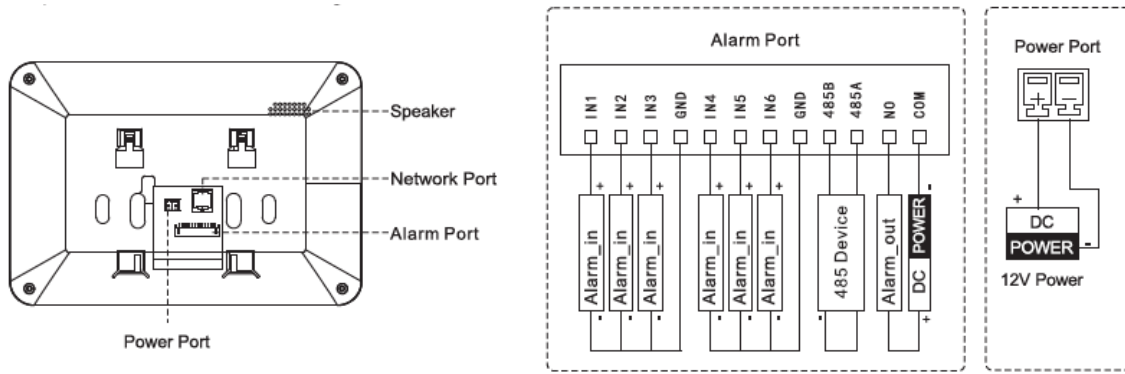 Speaker
Network Port
Alarm Port
Power Port
Alarm Port
IN1 IN2 IN3 GND IN4 IN5 IN6 GND 485B 485A NO COM
+ + + + + + -
Alarm_in Alarm_in Alarm_in Alarm_in Alarm_in Alarm_in 485 Device Alarm_out DC POWER
- - - - - - - +
Power Port
+ -
+
DC
POWER -
12V Power